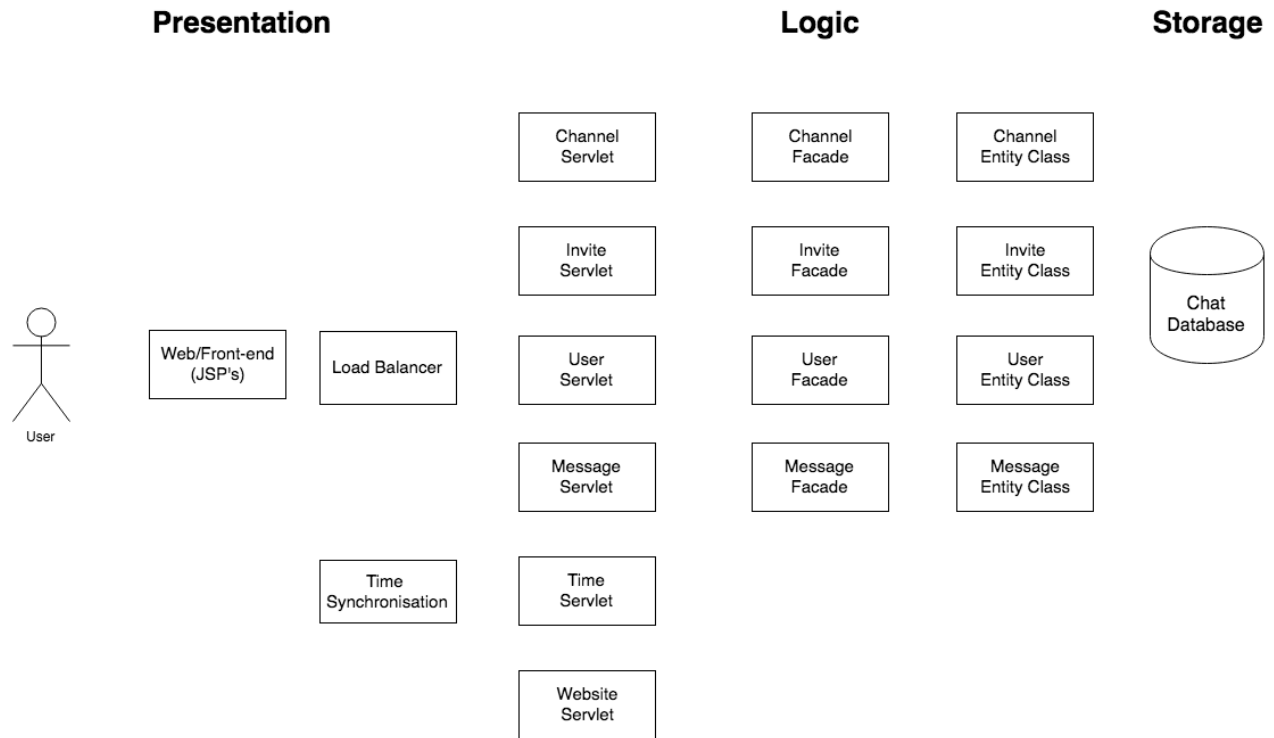 Presentation
Logic
Storage
Channel
Servlet
Channel
Facade
Channel
Entity Class
Invite
Servlet
Invite
Facade
Invite
Entity Class
Chat
Database
User
Web/Front-end
(JSP's)
Load Balancer
User
Servlet
User
Facade
User
Entity Class
Message
Servlet
Message
Facade
Message
Entity Class
Time
Synchronisation
Time
Servlet
Website
Servlet